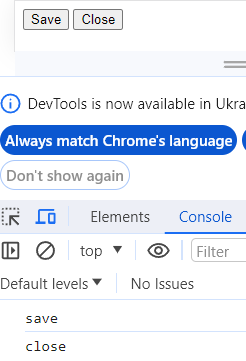 Save Close
DevTools is now available in Ukra
Always match Chrome's language
Don't show again
Elements Console
top Filter
Default levels No Issues
save
close